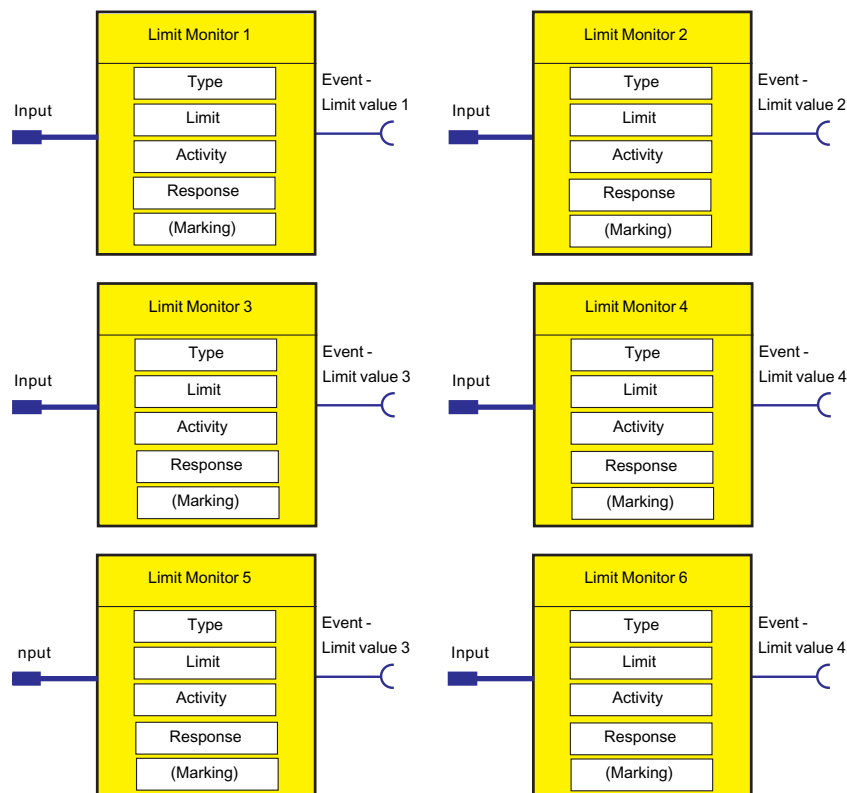 Limit Monitor 1
Input
Type
Limit
Activity
Response
(Marking)
Event -
Limit value 1
Limit Monitor 2
Input
Type
Limit
Activity
Response
(Marking)
Event -
Limit value 2
Limit Monitor 3
Input
Type
Limit
Activity
Response
(Marking)
Event -
Limit value 3
Limit Monitor 4
Input
Type
Limit
Activity
Response
(Marking)
Event -
Limit value 4
Limit Monitor 5
nput
Type
Limit
Activity
Response
(Marking)
Event -
Limit value 3
Limit Monitor 6
Input
Type
Limit
Activity
Response
(Marking)
Event -
Limit value 4